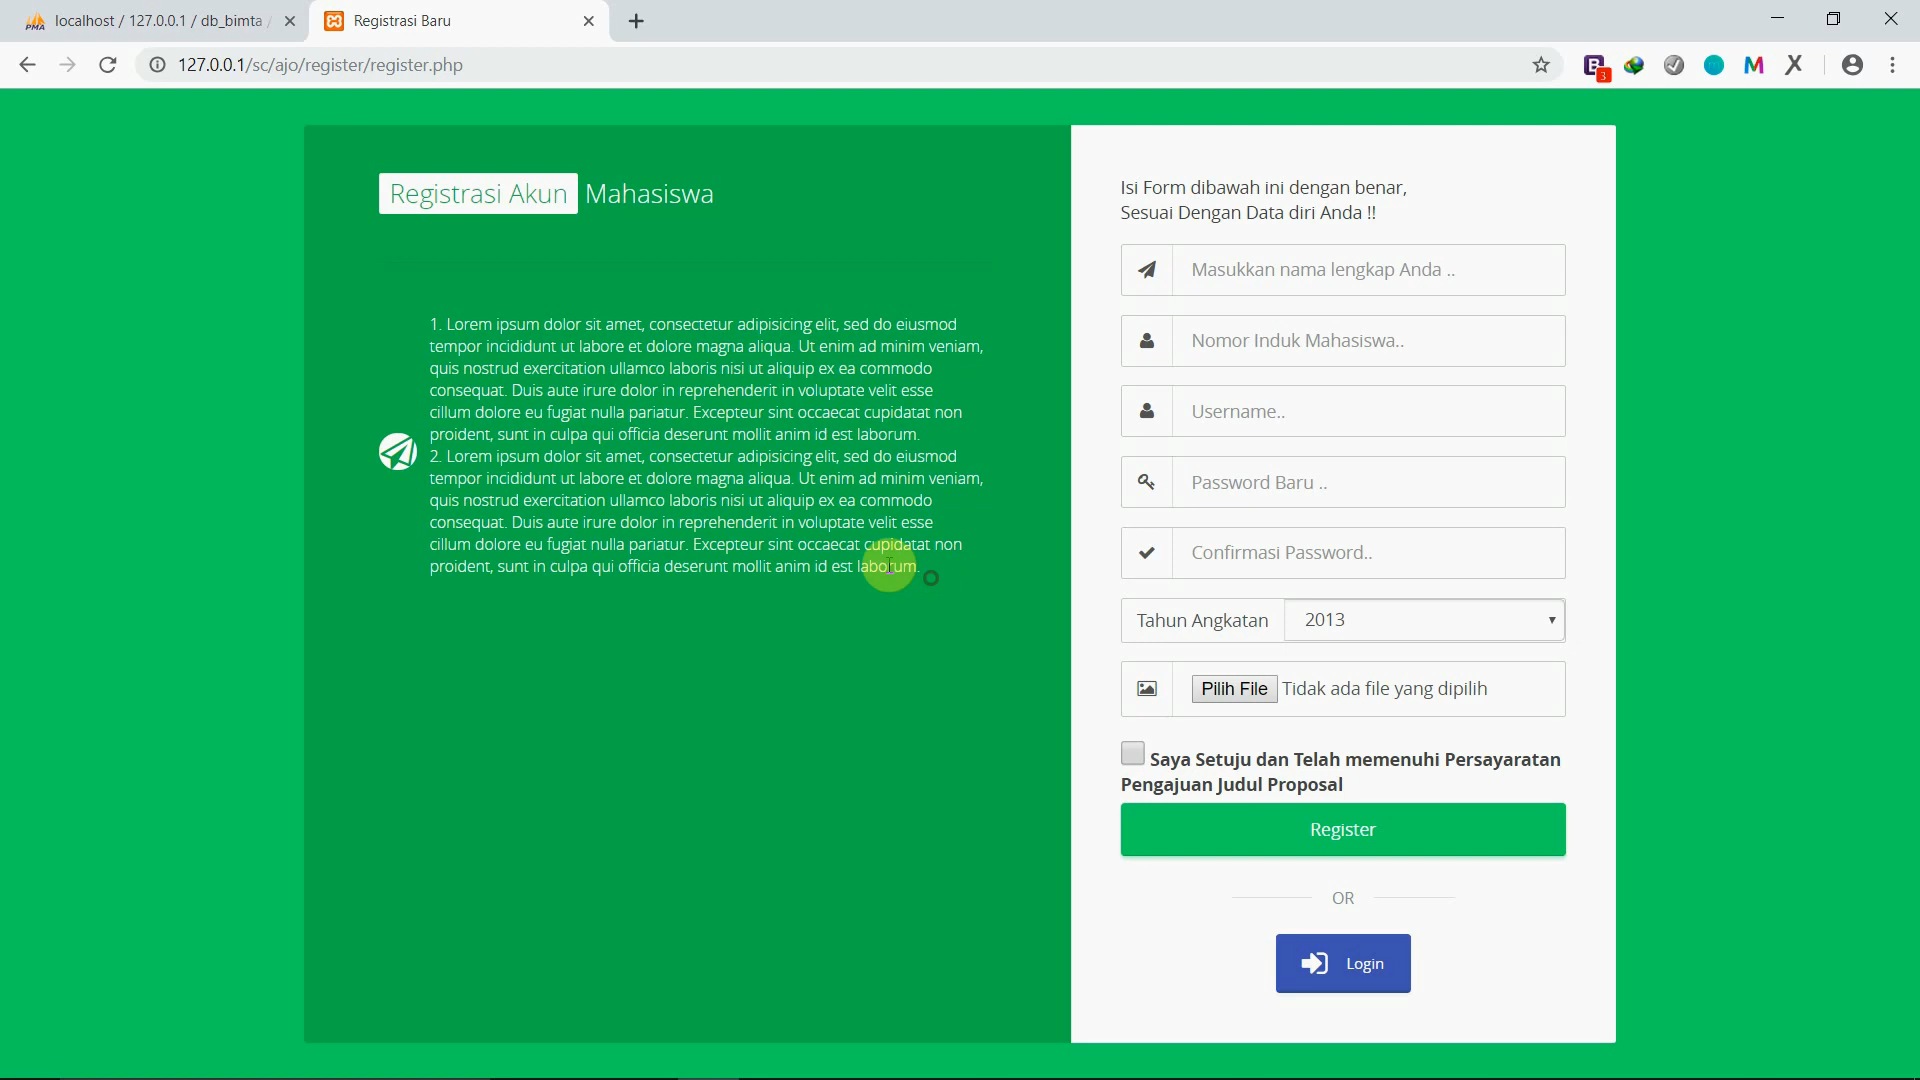 localhost / 127.0.0.1 / db_bimta /
Registrasi Baru
127.0.0.1/sc/ajo/register/register.php
3
Registrasi Akun Mahasiswa
1. Lorem ipsum dolor sit amet, consectetur adipisicing elit, sed do eiusmod
tempor incididunt ut labore et dolore magna aliqua. Ut enim ad minim veniam,
quis nostrud exercitation ullamco laboris nisi ut aliquip ex ea commodo
consequat. Duis aute irure dolor in reprehenderit in voluptate velit esse
cillum dolore eu fugiat nulla pariatur. Excepteur sint occaecat cupidatat non
proident, sunt in culpa qui officia deserunt mollit anim id est laborum.
2. Lorem ipsum dolor sit amet, consectetur adipisicing elit, sed do eiusmod
tempor incididunt ut labore et dolore magna aliqua. Ut enim ad minim veniam,
quis nostrud exercitation ullamco laboris nisi ut aliquip ex ea commodo
consequat. Duis aute irure dolor in reprehenderit in voluptate velit esse
cillum dolore eu fugiat nulla pariatur. Excepteur sint occaecat cupidatat non
proident, sunt in culpa qui officia deserunt mollit anim id est laborum.
Isi Form dibawah ini dengan benar,
Sesuai Dengan Data diri Anda !!
Masukkan nama lengkap Anda ..
Nomor Induk Mahasiswa..
Username..
Password Baru ..
Confirmasi Password..
Tahun Angkatan 2013
Pilih File Tidak ada file yang dipilih
Saya Setuju dan Telah memenuhi Persayaratan
Pengajuan Judul Proposal
Register
OR
Login